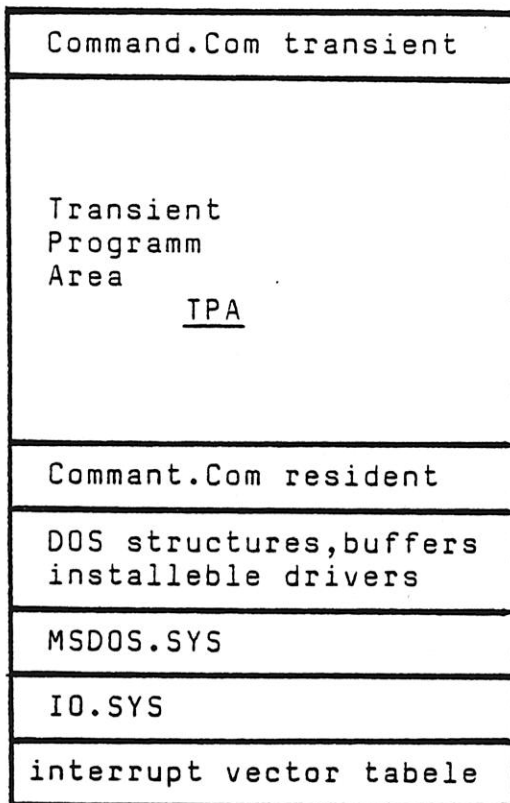 Command.Com transient
Transient
Programm
Area
TPA
Commant.Com resident
DOS structures,buffers
installeble drivers
MSDOS.SYS
IO.SYS
interrupt vector tabele